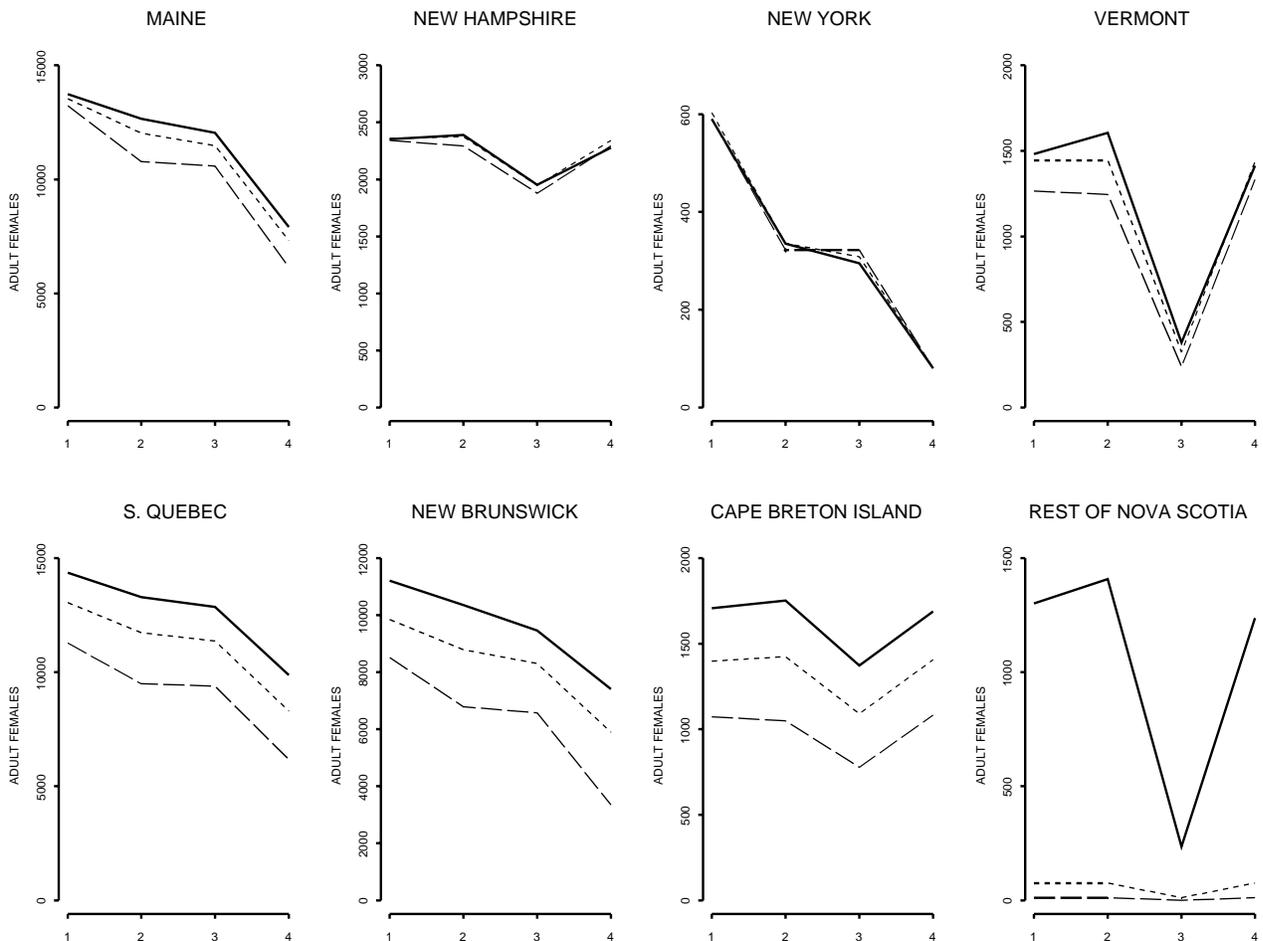 MAINE
ADULT FEMALES
15000
10000
5000
0
1 2 3 4
NEW HAMPSHIRE
ADULT FEMALES
3000
2500
2000
1500
1000
500
0
1 2 3 4
NEW YORK
ADULT FEMALES
600
400
200
0
1 2 3 4
VERMONT
ADULT FEMALES
2000
1500
1000
500
0
1 2 3 4
S. QUEBEC
ADULT FEMALES
15000
10000
5000
0
1 2 3 4
NEW BRUNSWICK
ADULT FEMALES
12000
10000
8000
6000
4000
2000
0
1 2 3 4
CAPE BRETON ISLAND
ADULT FEMALES
2000
1500
1000
500
0
1 2 3 4
REST OF NOVA SCOTIA
ADULT FEMALES
1500
1000
500
0
1 2 3 4